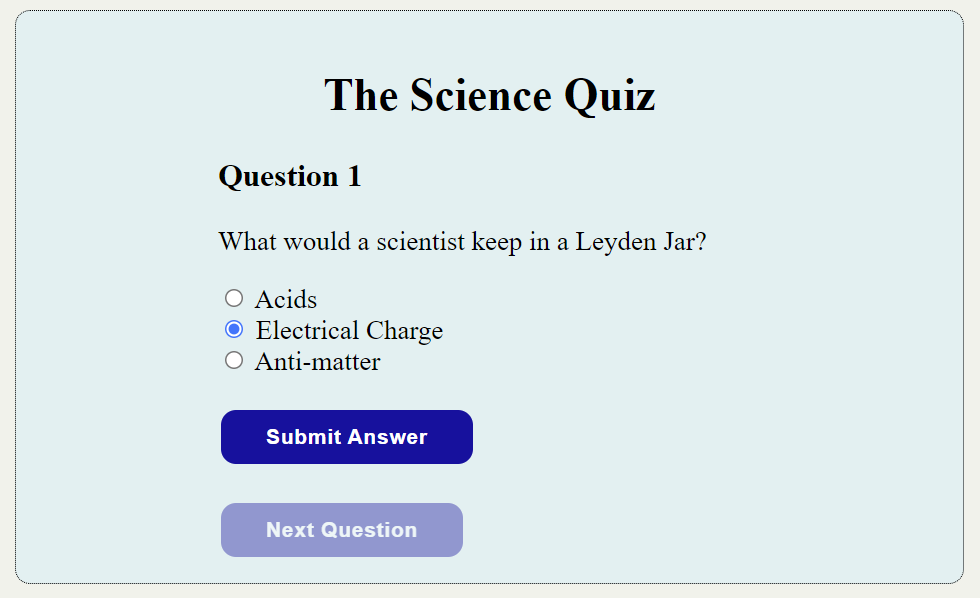 The Science Quiz
Question 1
What would a scientist keep in a Leyden Jar?
Acids
Electrical Charge
Anti-matter
Submit Answer
Next Question